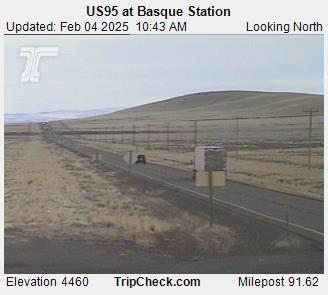 US95 at Basque Station
Updated: Feb 04 2025 10:43 AM Looking North
Elevation 4460 TripCheck.com Milepost 91.62